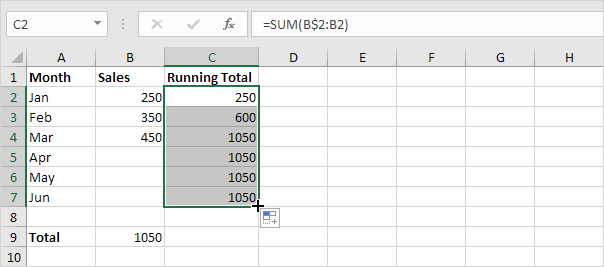 C2 =SUM(B$2:B2)
A B C D E F G H
1 Month Sales Running Total
2 Jan 250 250
3 Feb 350 600
4 Mar 450 1050
5 Apr 1050
6 May 1050
7 Jun 1050
8
9 Total 1050
10